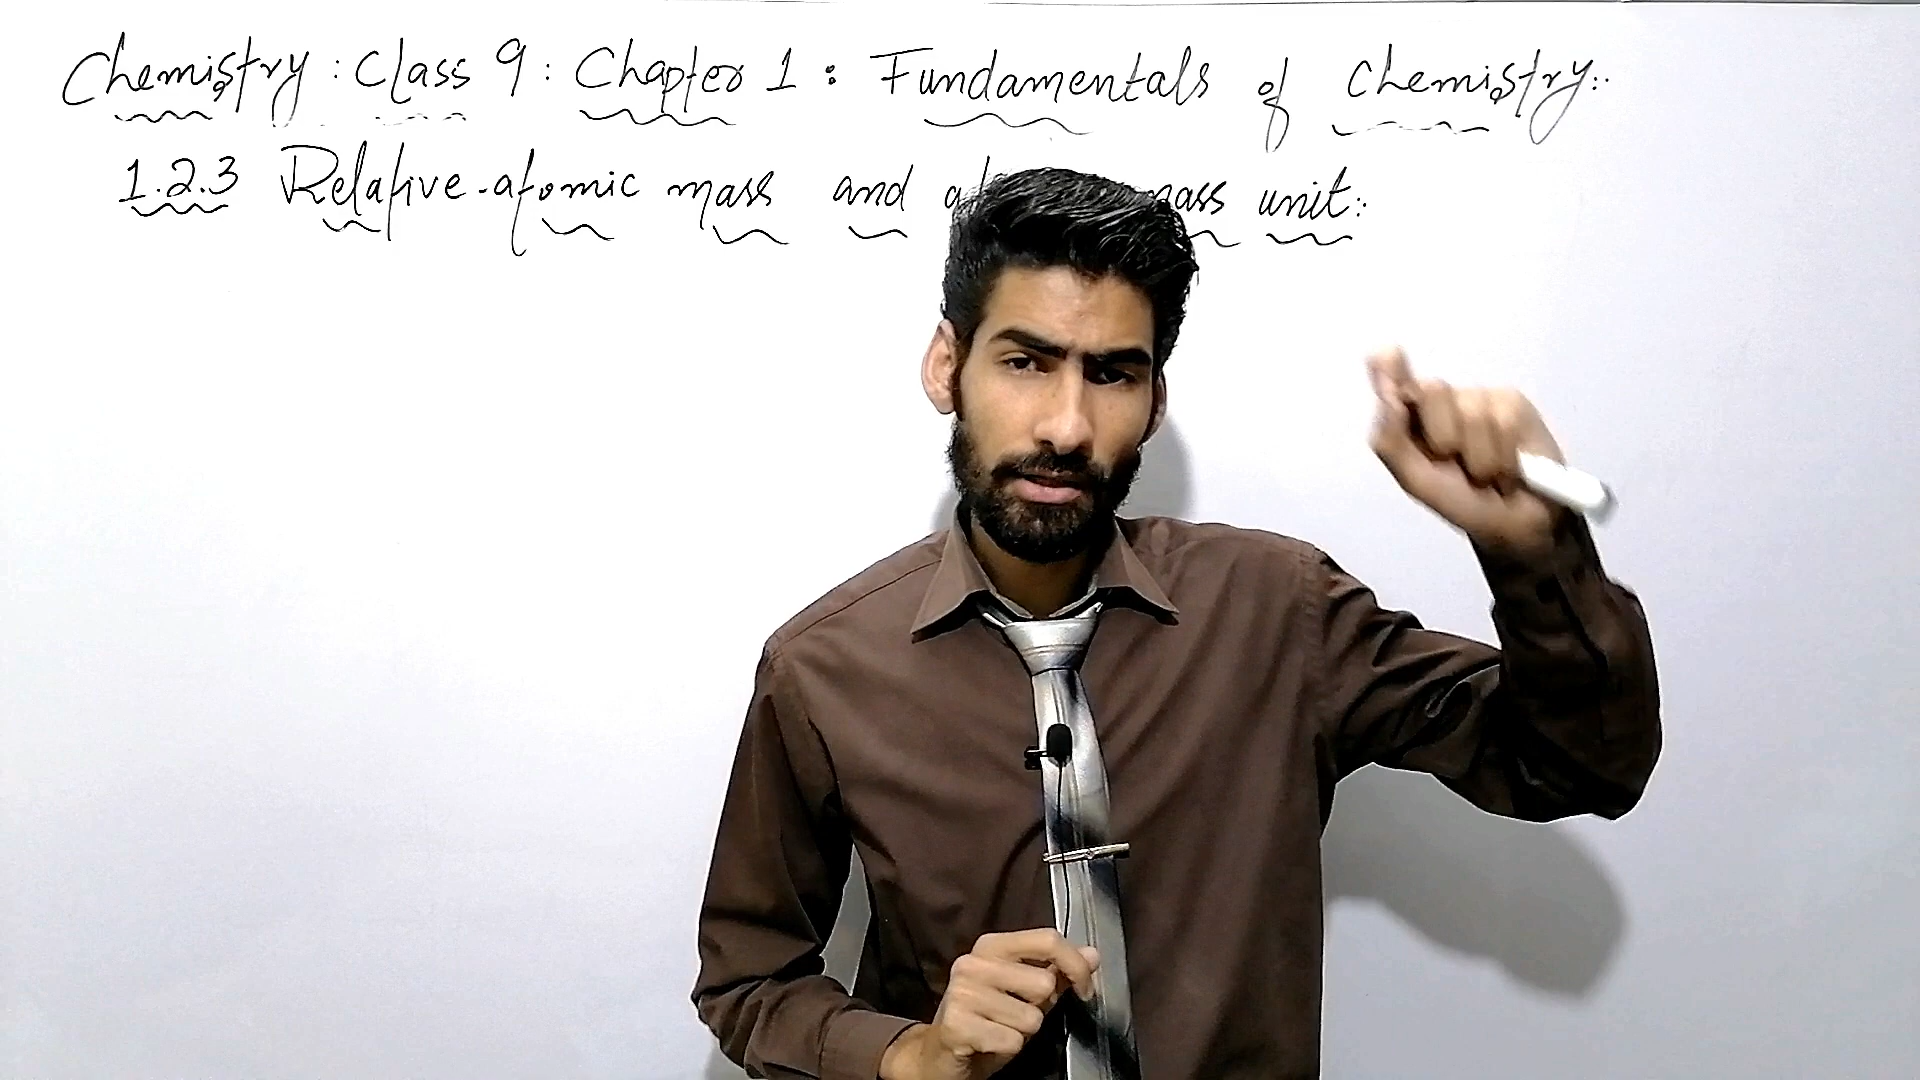 Chemistry : Class 9 : Chapter 1 : Fundamentals of Chemistry:.
1.2.3 Relative-atomic mass and mass unit: